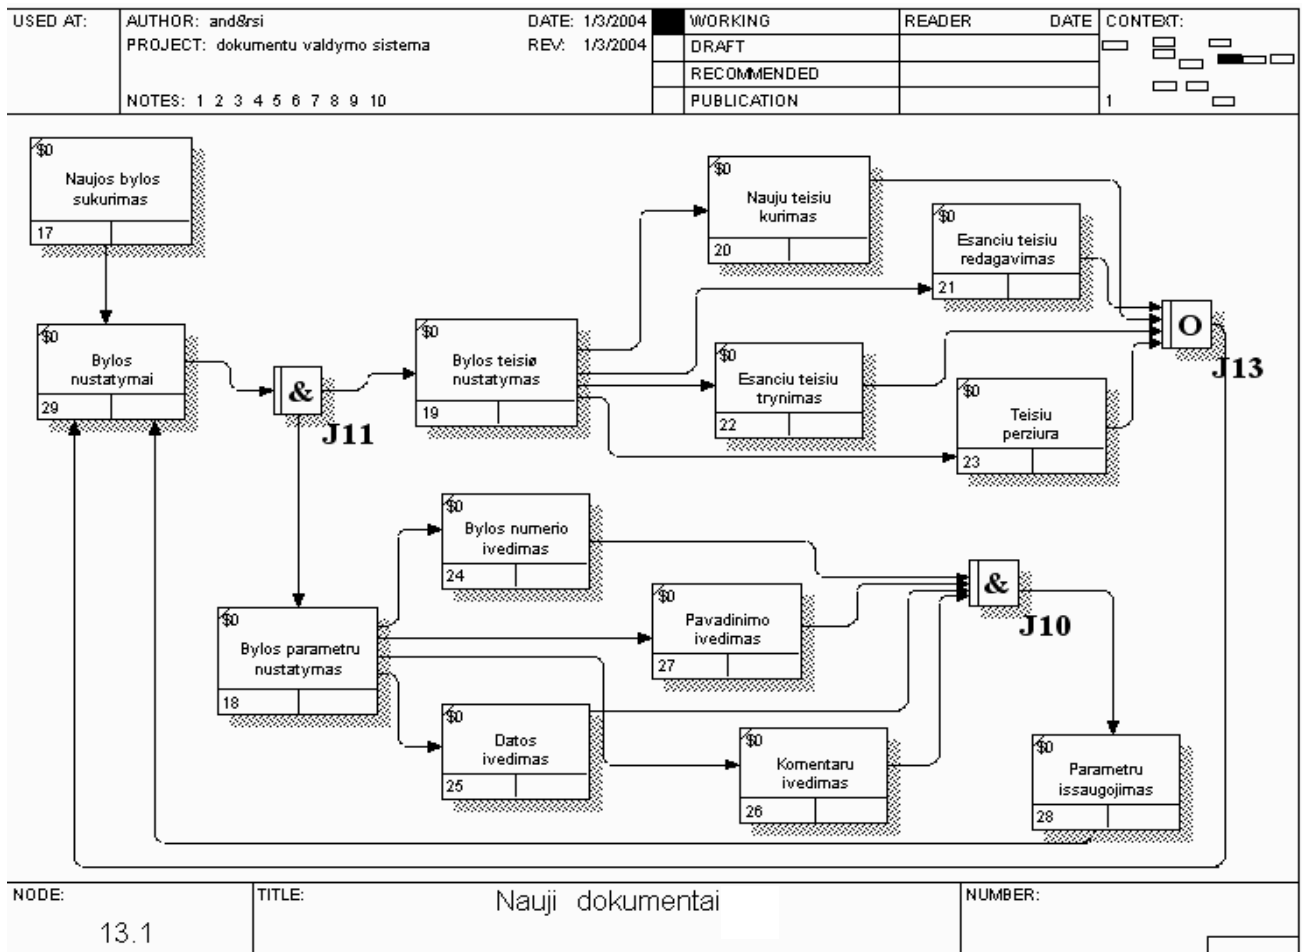 USED AT:
AUTHOR: and&rsi
DATE: 1/3/2004
WORKING
READER
DATE
CONTEXT:
PROJECT: dokumentu valdymo sistema
REV: 1/3/2004
DRAFT
RECOMMENDED
NOTES: 1 2 3 4 5 6 7 8 9 10
PUBLICATION
1
$0
Naujos bylos
sukurimas
17
$0
Nauju teisiu
kurimas
20
$0
Esanciu teisiu
redagavimas
21
O
J13
$0
Bylos
nustatymai
29
&
J11
$0
Bylos teisiø
nustatymas
19
$0
Esanciu teisiu
trynimas
22
$0
Teisiu
perziura
23
$0
Bylos numerio
ivedimas
24
&
J10
$0
Pavadinimo
ivedimas
27
$0
Bylos parametru
nustatymas
18
$0
Datos
ivedimas
25
$0
Komentaru
ivedimas
26
$0
Parametru
issaugojimas
28
NODE:
13.1
TITLE:
Nauji dokumentai
NUMBER: